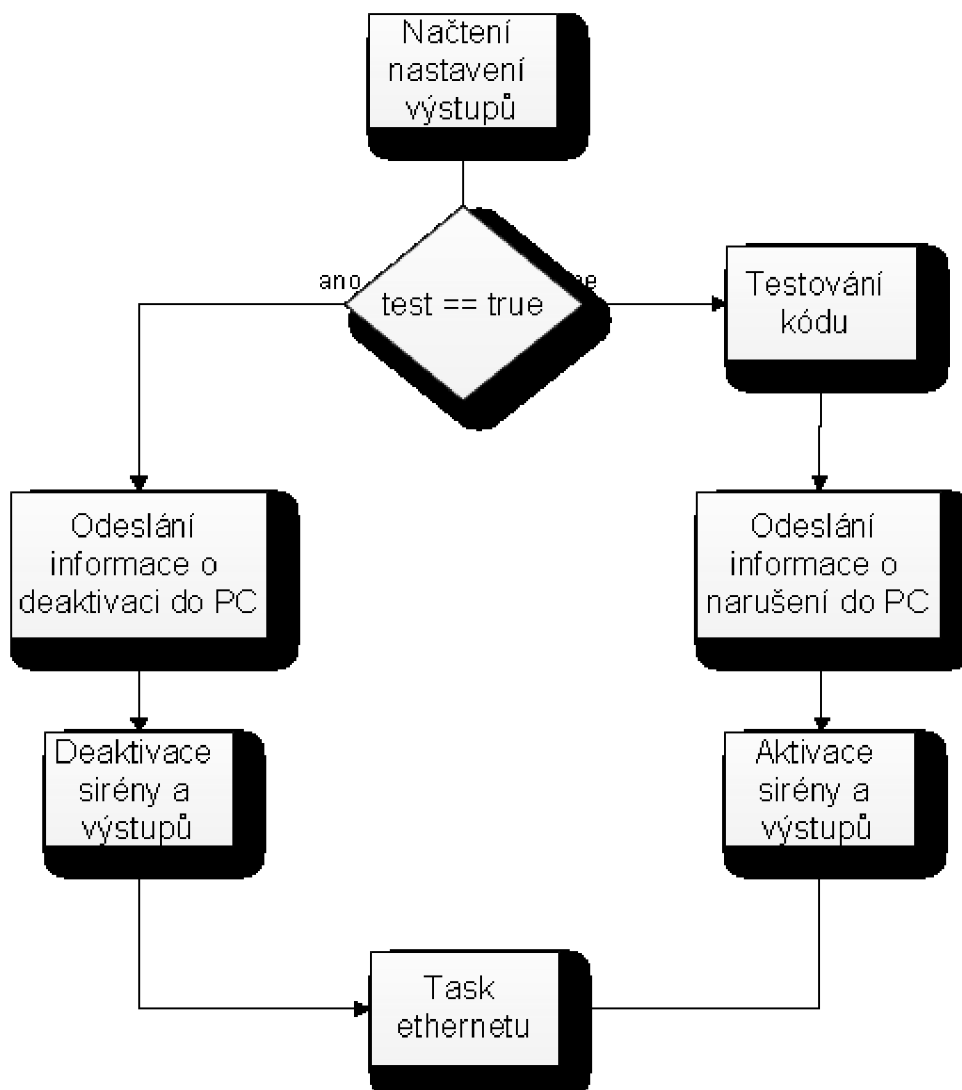 Načtení
nastavení
výstupů
ano
test == true
Testování
kódu
Odeslání
informace o
deaktivaci do PC
Odeslání
informace o
narušení do PC
Deaktivace
sirény a
výstupů
Aktivace
sirény a
výstupů
Task
ethernetu